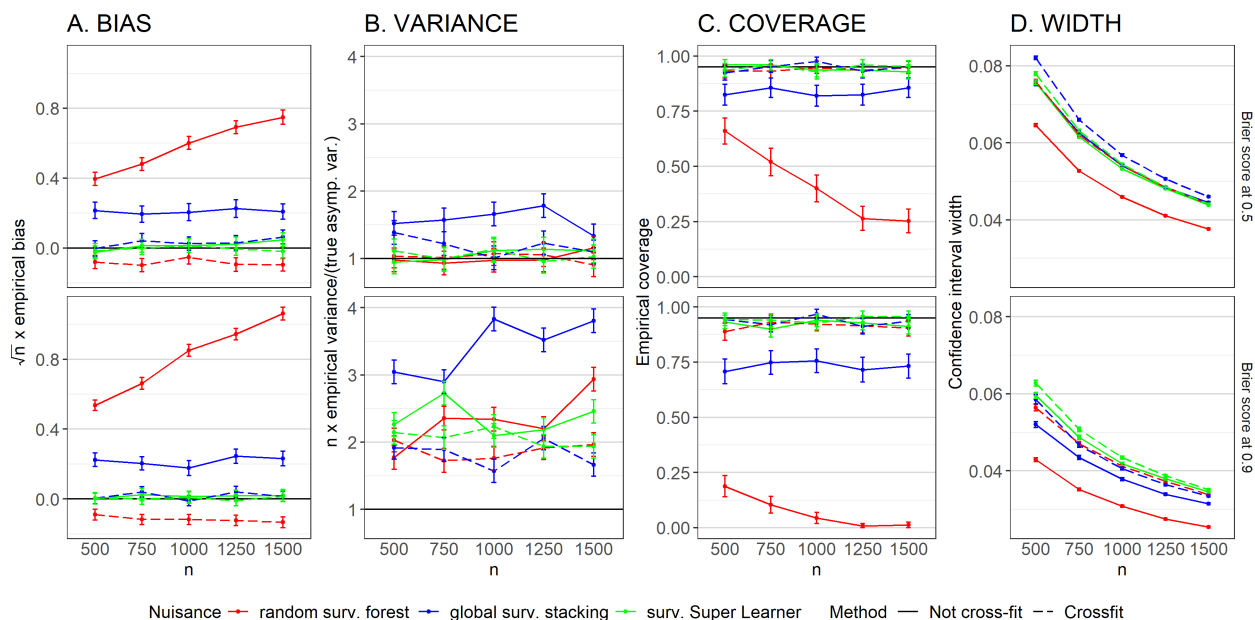 A. BIAS
B. VARIANCE
C. COVERAGE
D. WIDTH
√n x empirical bias
0.8
0.4
0.0
0.8
0.4
0.0
500 750 1000 1250 1500
n
n x empirical variance/(true asymp. var.)
4
3
2
1
4
3
2
1
500 750 1000 1250 1500
n
Empirical coverage
1.00
0.75
0.50
0.25
0.00
1.00
0.75
0.50
0.25
0.00
500 750 1000 1250 1500
n
Confidence interval width
0.08
0.06
0.04
0.08
0.06
0.04
500 750 1000 1250 1500
n
Brier score at 0.5
Brier score at 0.9
Nuisance random surv. forest global surv. stacking surv. Super Learner Method Not cross-fit Crossfit